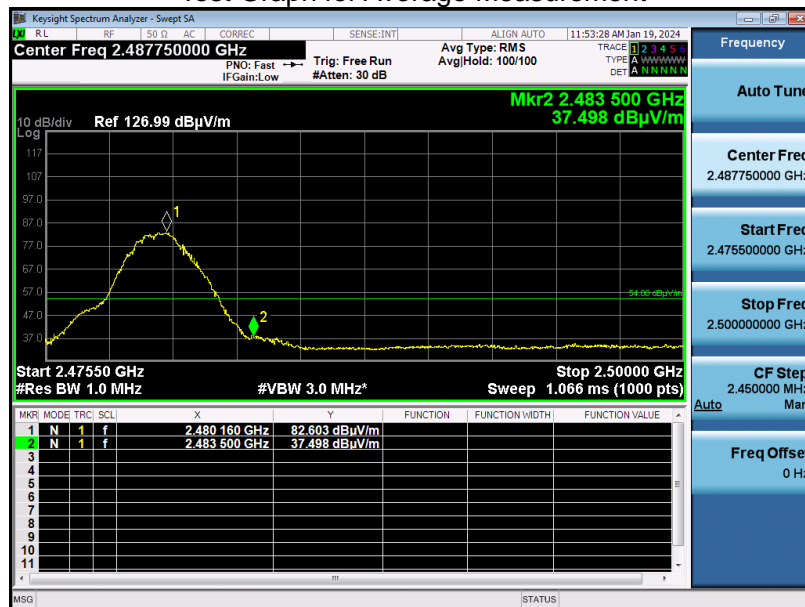 Test Graph for Average Measurement
Keysight Spectrum Analyzer - Swept SA
RL RF 50 Ω AC CORREC SENSE:INT ALIGN AUTO 11:53:28 AM Jan 19, 2024
Center Freq 2.487750000 GHz
PNO: Fast
IFGain:Low
Trig: Free Run
#Atten: 30 dB
Avg Type: RMS
Avg|Hold: 100/100
TRACE 1 2 3 4 5 6
TYPE A WWWWW
DET A N N N N N
Mkr2 2.483 500 GHz
37.498 dBµV/m
10 dB/div
Log
Ref 126.99 dBµV/m
117
107
97.0
87.0
77.0
67.0
57.0
47.0
37.0
1
2
54.00 dBµV/m
Start 2.47550 GHz
Stop 2.50000 GHz
#Res BW 1.0 MHz
#VBW 3.0 MHz*
Sweep 1.066 ms (1000 pts)
MKR MODE TRC SCL X Y FUNCTION FUNCTION WIDTH FUNCTION VALUE
1 N 1 f 2.480 160 GHz 82.603 dBµV/m
2 N 1 f 2.483 500 GHz 37.498 dBµV/m
3
4
5
6
7
8
9
10
11
MSG STATUS
Frequency
Auto Tune
Center Freq
2.487750000 GHz
Start Freq
2.475500000 GHz
Stop Freq
2.500000000 GHz
CF Step
2.450000 MHz
Auto Man
Freq Offset
0 Hz